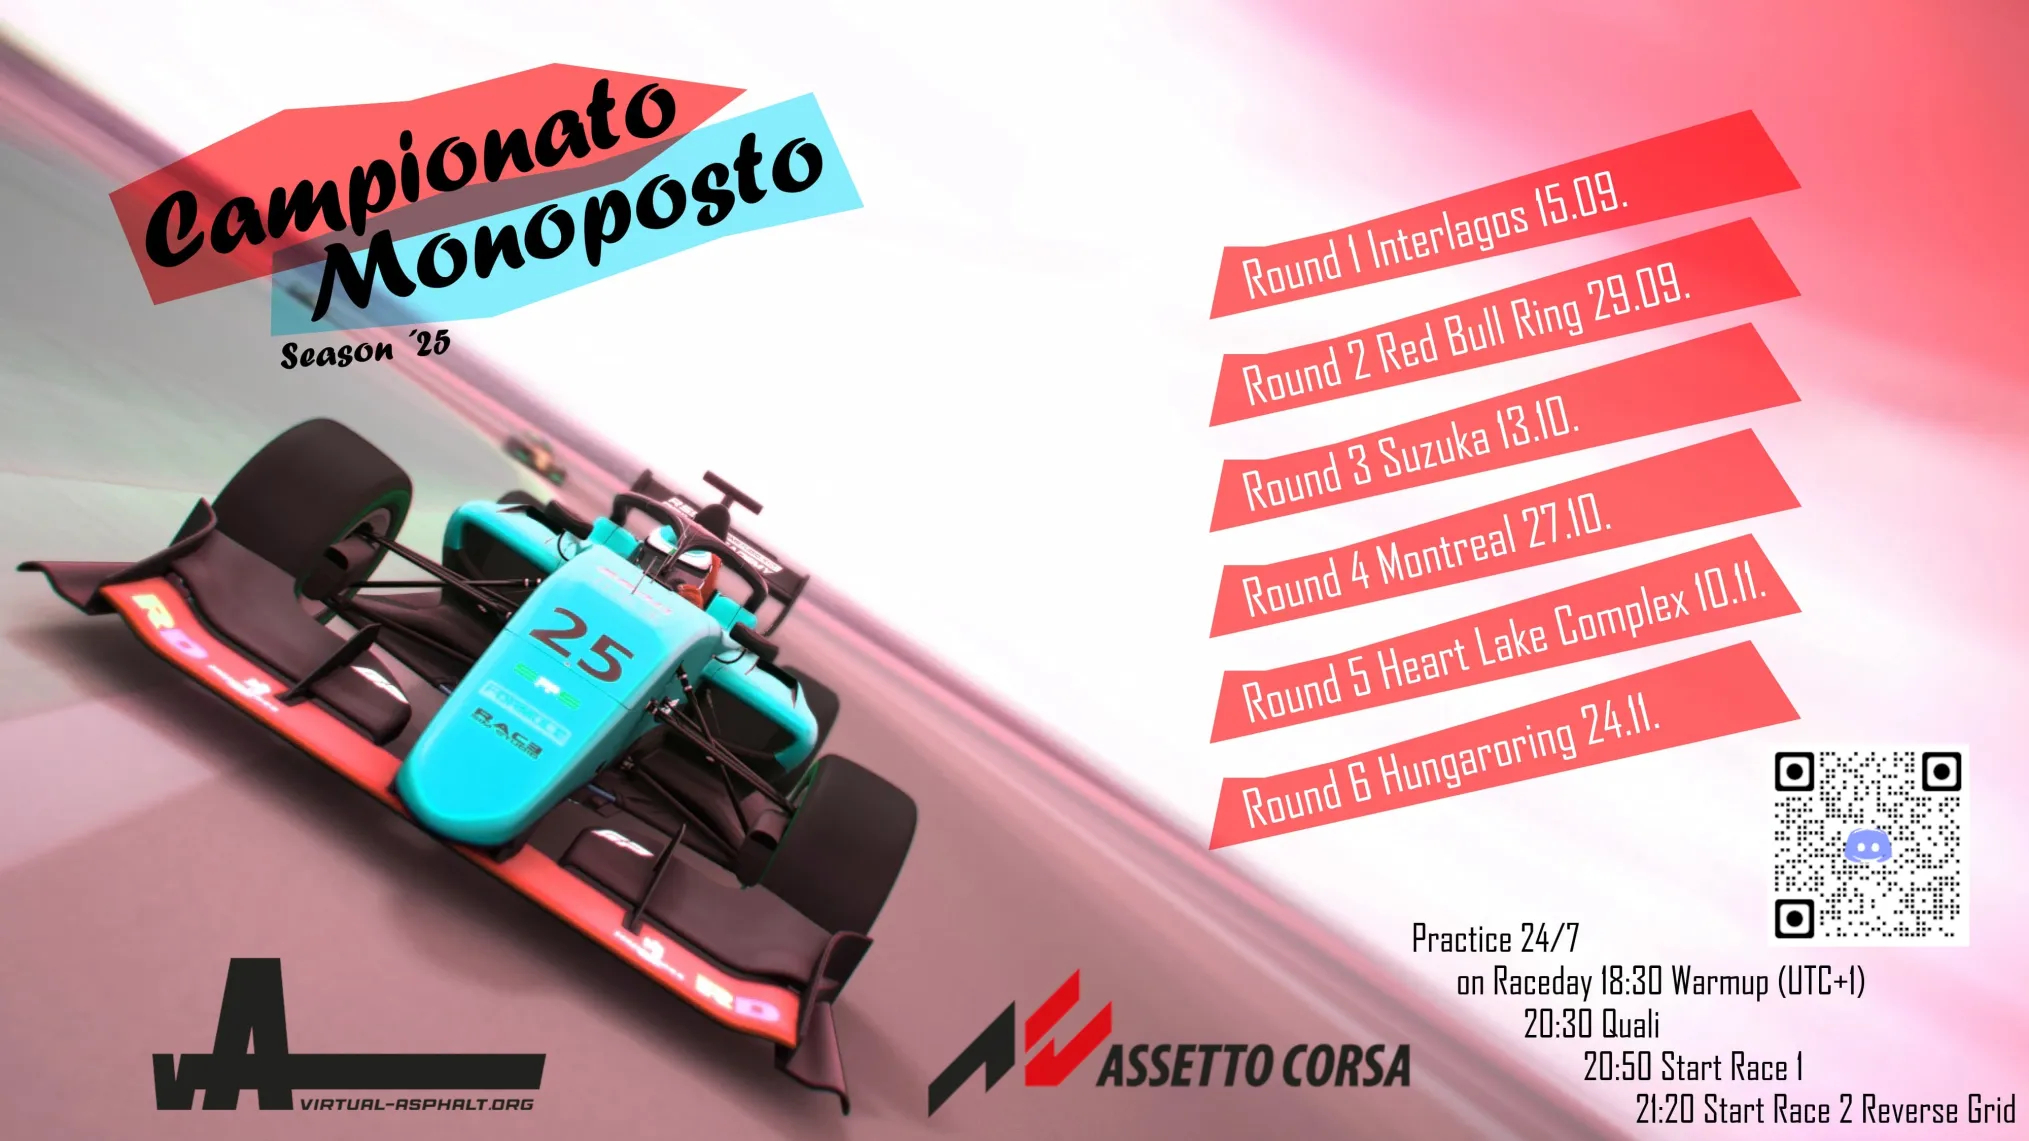 Campionato
Monoposto
Season ´25
Round 1 Interlagos 15.09.
Round 2 Red Bull Ring 29.09.
Round 3 Suzuka 13.10.
Round 4 Montreal 27.10.
Round 5 Heart Lake Complex 10.11.
Round 6 Hungaroring 24.11.
25
RD
RD
Practice 24/7
on Raceday 18:30 Warmup (UTC+1)
20:30 Quali
20:50 Start Race 1
21:20 Start Race 2 Reverse Grid
VA
VIRTUAL-ASPHALT.ORG
ASSETTO CORSA